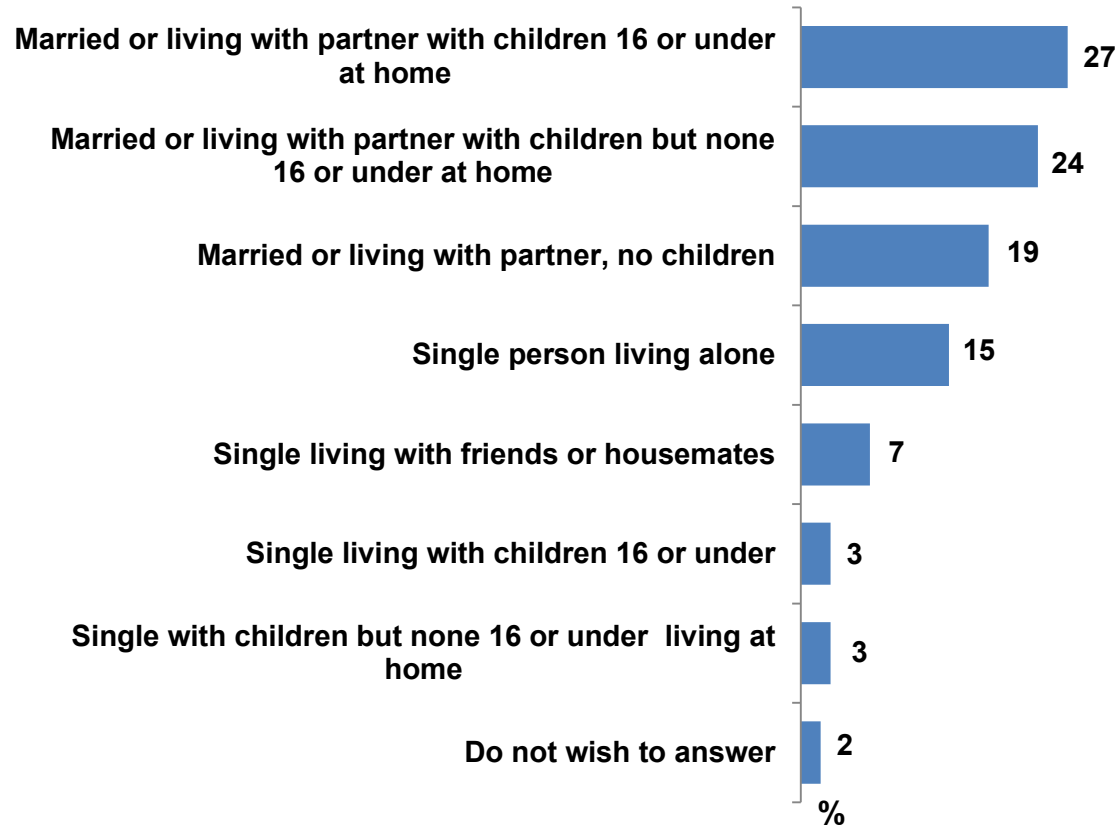 Married or living with partner with children 16 or under
at home
27
Married or living with partner with children but none
16 or under at home
24
Married or living with partner, no children
19
Single person living alone
15
Single living with friends or housemates
7
Single living with children 16 or under
3
Single with children but none 16 or under  living at
home
3
Do not wish to answer
2
%